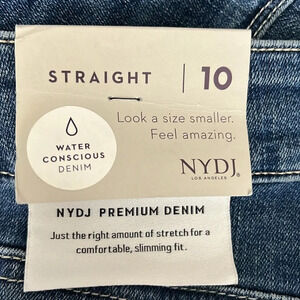 STRAIGHT | 10
Look a size smaller.
Feel amazing.
WATER
CONSCIOUS
DENIM
NYDJ®
LOS ANGELES
NYDJ PREMIUM DENIM
Just the right amount of stretch for a
comfortable, slimming fit.